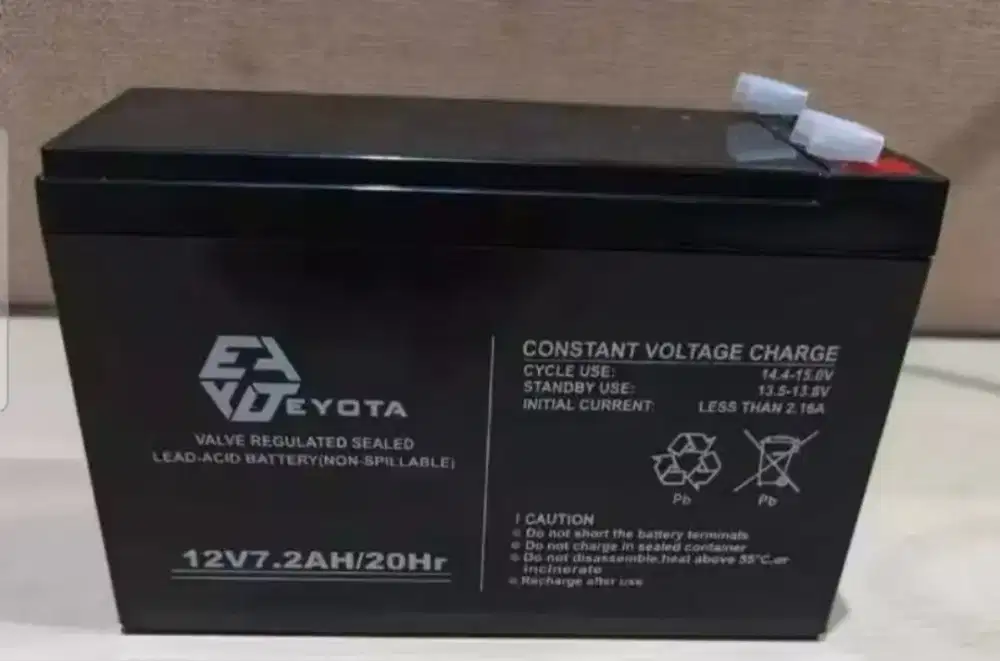 EYOTA
VALVE REGULATED SEALED
LEAD-ACID BATTERY(NON-SPILLABLE)
12V7.2AH/20Hr
CONSTANT VOLTAGE CHARGE
CYCLE USE: 14.4-15.0V
STANDBY USE: 13.5-13.8V
INITIAL CURRENT: LESS THAN 2.16A
Pb
Pb
! CAUTION
Do not short the battery terminals
Do not charge in sealed container
Do not disassemble,heat above 55°C,or
incinerate
Recharge after use